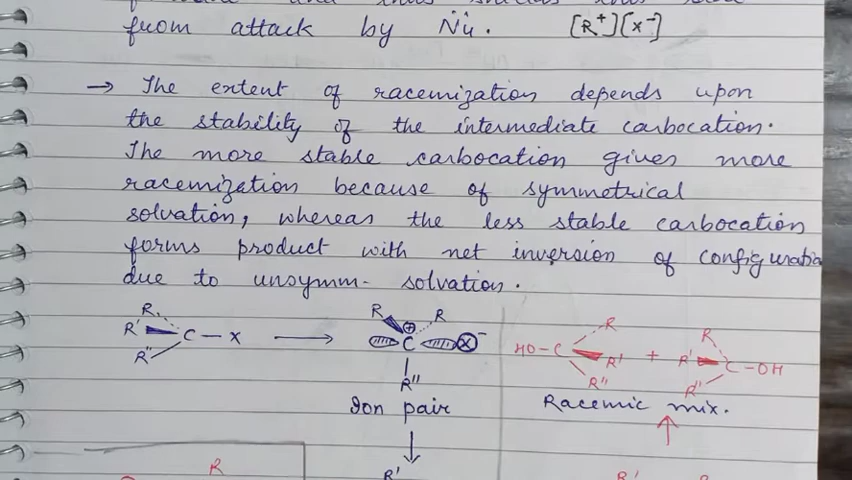 from attack by Nü. [R⁺][X⁻]
→ The extent of racemization depends upon
the stability of the intermediate carbocation.
The more stable carbocation gives more
racemization because of symmetrical
solvation, whereas the less stable carbocation
forms product with net inversion of configuratio
due to unsymm- solvation.
R R' R'' C - X → R R ⊕ C X⁻ R''
HO - C R R' R'' + R R' R'' C - OH
Ion pair
Racemic mix.
R'
R
R'